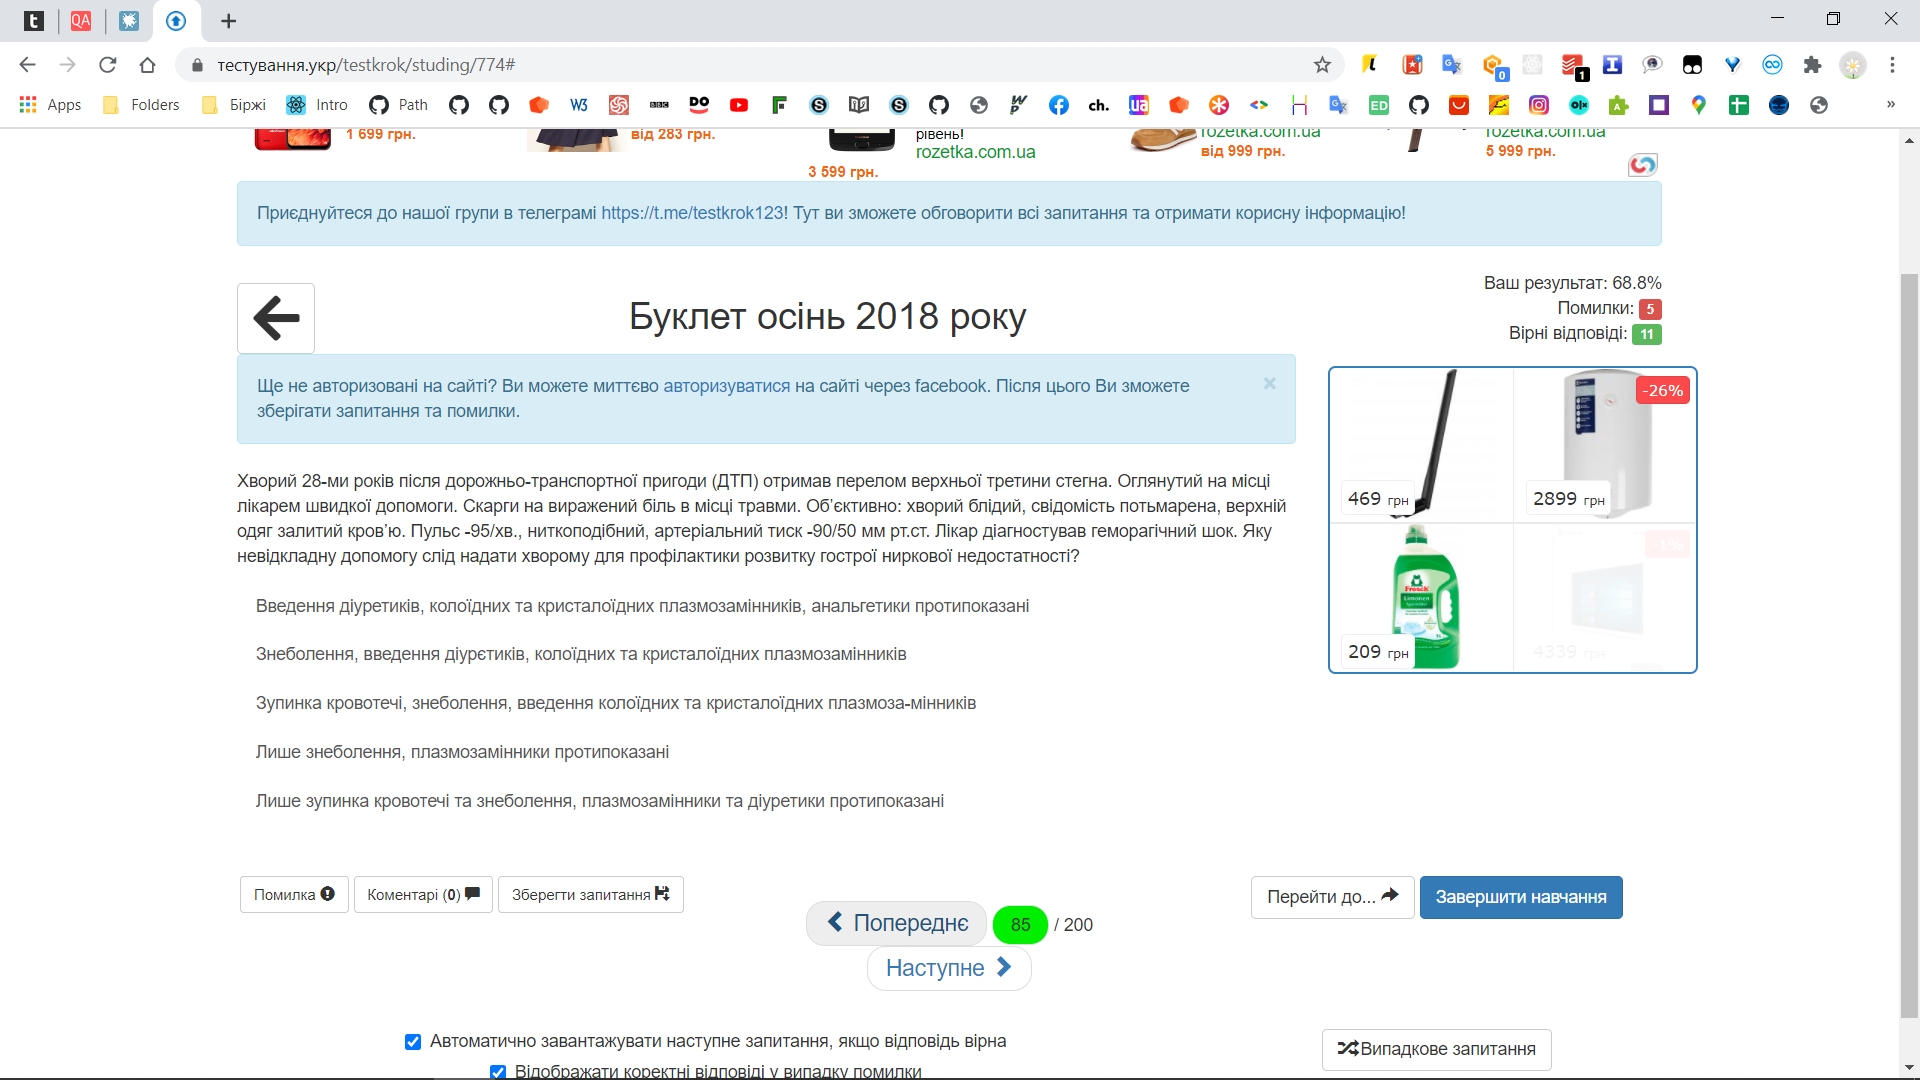 тестування.укр/testkrok/studing/774#
Apps
Folders
Біржі
Intro
Path
1 699 грн.
від 283 грн.
рівень!
rozetka.com.ua
3 599 грн.
rozetka.com.ua
від 999 грн.
rozetka.com.ua
5 999 грн.
Приєднуйтеся до нашої групи в телеграмі https://t.me/testkrok123! Тут ви зможете обговорити всі запитання та отримати корисну інформацію!
Буклет осінь 2018 року
Ваш результат: 68.8%
Помилки: 5
Вірні відповіді: 11
Ще не авторизовані на сайті? Ви можете миттєво авторизуватися на сайті через facebook. Після цього Ви зможете
зберігати запитання та помилки.
×
-26%
469 грн
2899 грн
Frosch
209 грн
4339 грн
Хворий 28-ми років після дорожньо-транспортної пригоди (ДТП) отримав перелом верхньої третини стегна. Оглянутий на місці
лікарем швидкої допомоги. Скарги на виражений біль в місці травми. Об'єктивно: хворий блідий, свідомість потьмарена, верхній
одяг залитий кров'ю. Пульс -95/хв., ниткоподібний, артеріальний тиск -90/50 мм рт.ст. Лікар діагностував геморагічний шок. Яку
невідкладну допомогу слід надати хворому для профілактики розвитку гострої ниркової недостатності?
Введення діуретиків, колоїдних та кристалоїдних плазмозамінників, анальгетики протипоказані
Знеболення, введення діурєтиків, колоїдних та кристалоїдних плазмозамінників
Зупинка кровотечі, знеболення, введення колоїдних та кристалоїдних плазмоза-мінників
Лише знеболення, плазмозамінники протипоказані
Лише зупинка кровотечі та знеболення, плазмозамінники та діуретики протипоказані
Помилка
Коментарі (0)
Зберегти запитання
Перейти до...
Завершити навчання
Попереднє
85 / 200
Наступне
Автоматично завантажувати наступне запитання, якщо відповідь вірна
Випадкове запитання
Відображати коректні відповіді у випадку помилки